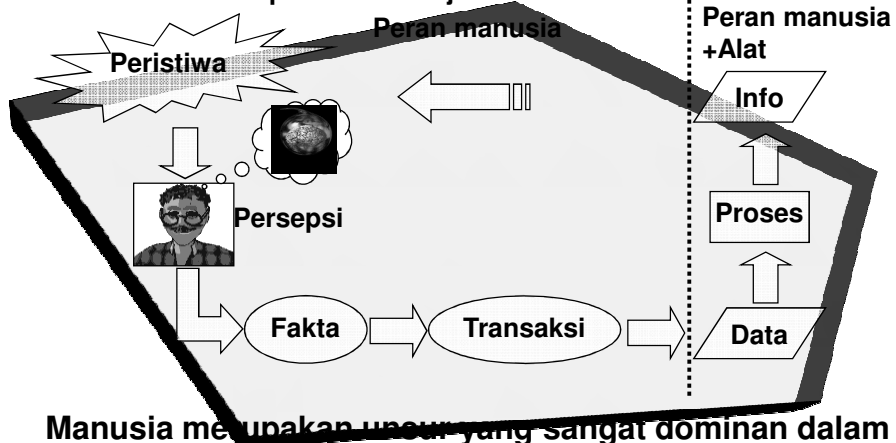 Peran manusia
Peran manusia
+Alat
Peristiwa
Info
Persepsi
Proses
Fakta
Transaksi
Data
Manusia merupakan unsur yang sangat dominan dalam